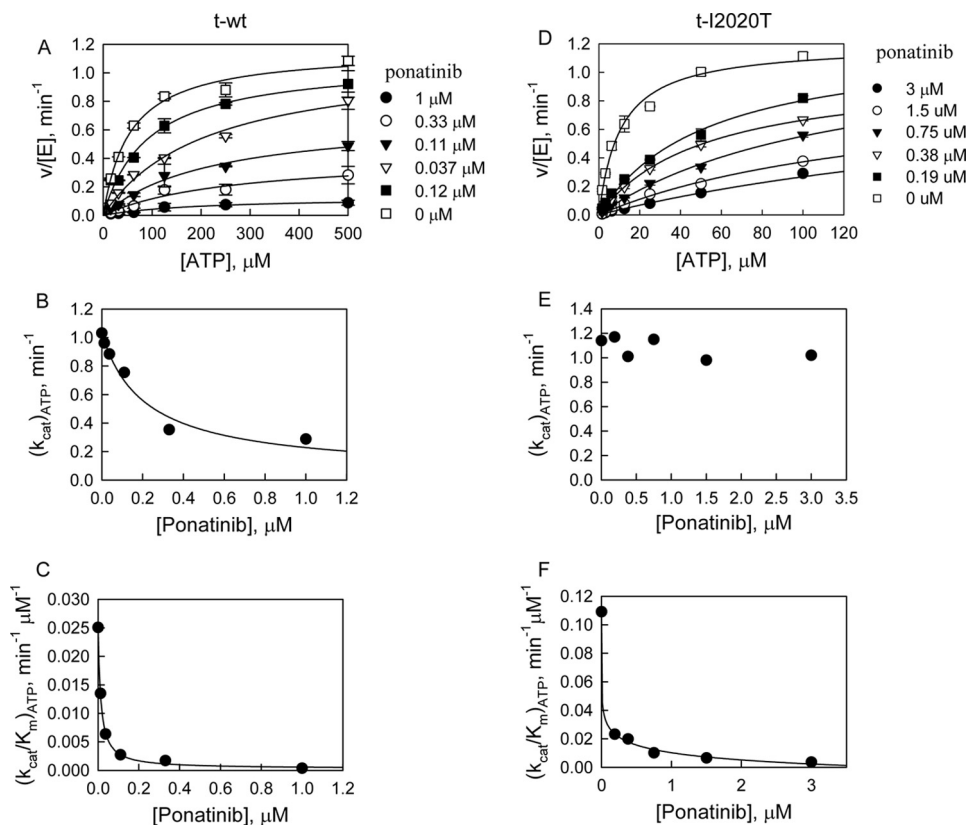 t-wt
t-I2020T
A
v/[E], min-1
1.2
1.0
0.8
0.6
0.4
0.2
0.0
0 100 200 300 400 500
[ATP], μM
ponatinib
1 μM
0.33 μM
0.11 μM
0.037 μM
0.12 μM
0 μM
D
v/[E], min-1
1.2
1.0
0.8
0.6
0.4
0.2
0.0
0 20 40 60 80 100 120
[ATP], μM
ponatinib
3 μM
1.5 uM
0.75 μM
0.38 μM
0.19 uM
0 uM
B
(kcat)ATP, min-1
1.2
1.0
0.8
0.6
0.4
0.2
0.0
0.0 0.2 0.4 0.6 0.8 1.0 1.2
[Ponatinib], μM
E
(kcat)ATP, min-1
1.4
1.2
1.0
0.8
0.6
0.4
0.2
0.0
0.0 0.5 1.0 1.5 2.0 2.5 3.0 3.5
[Ponatinib], μM
C
(kcat/Km)ATP, min-1 μM-1
0.030
0.025
0.020
0.015
0.010
0.005
0.000
0.0 0.2 0.4 0.6 0.8 1.0 1.2
[Ponatinib], μM
F
(kcat/Km)ATP, min-1μM-1
0.12
0.10
0.08
0.06
0.04
0.02
0.00
0 1 2 3
[Ponatinib], μM